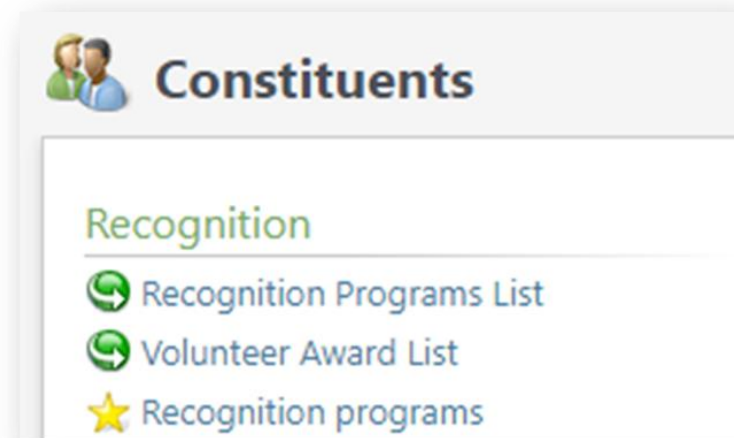 Constituents
Recognition
Recognition Programs List
Volunteer Award List
Recognition programs